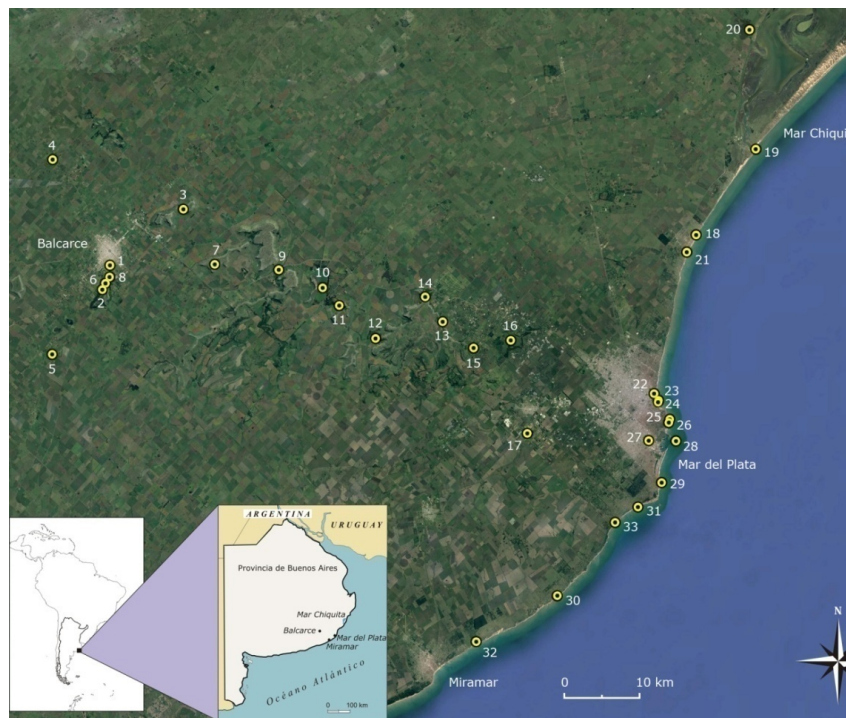 20
Mar Chiqui
19
4
3
18
Balcarce
21
1
7
9
6
8
2
10
14
11
13
12
16
15
5
22
23
24
25
26
27
28
17
Mar del Plata
29
31
33
30
32
Miramar
0 10 km
N
ARGENTINA
URUGUAY
Provincia de Buenos Aires
Mar Chiquita
Balcarce
Mar del Plata
Miramar
Océano Atlántico
0 100 km